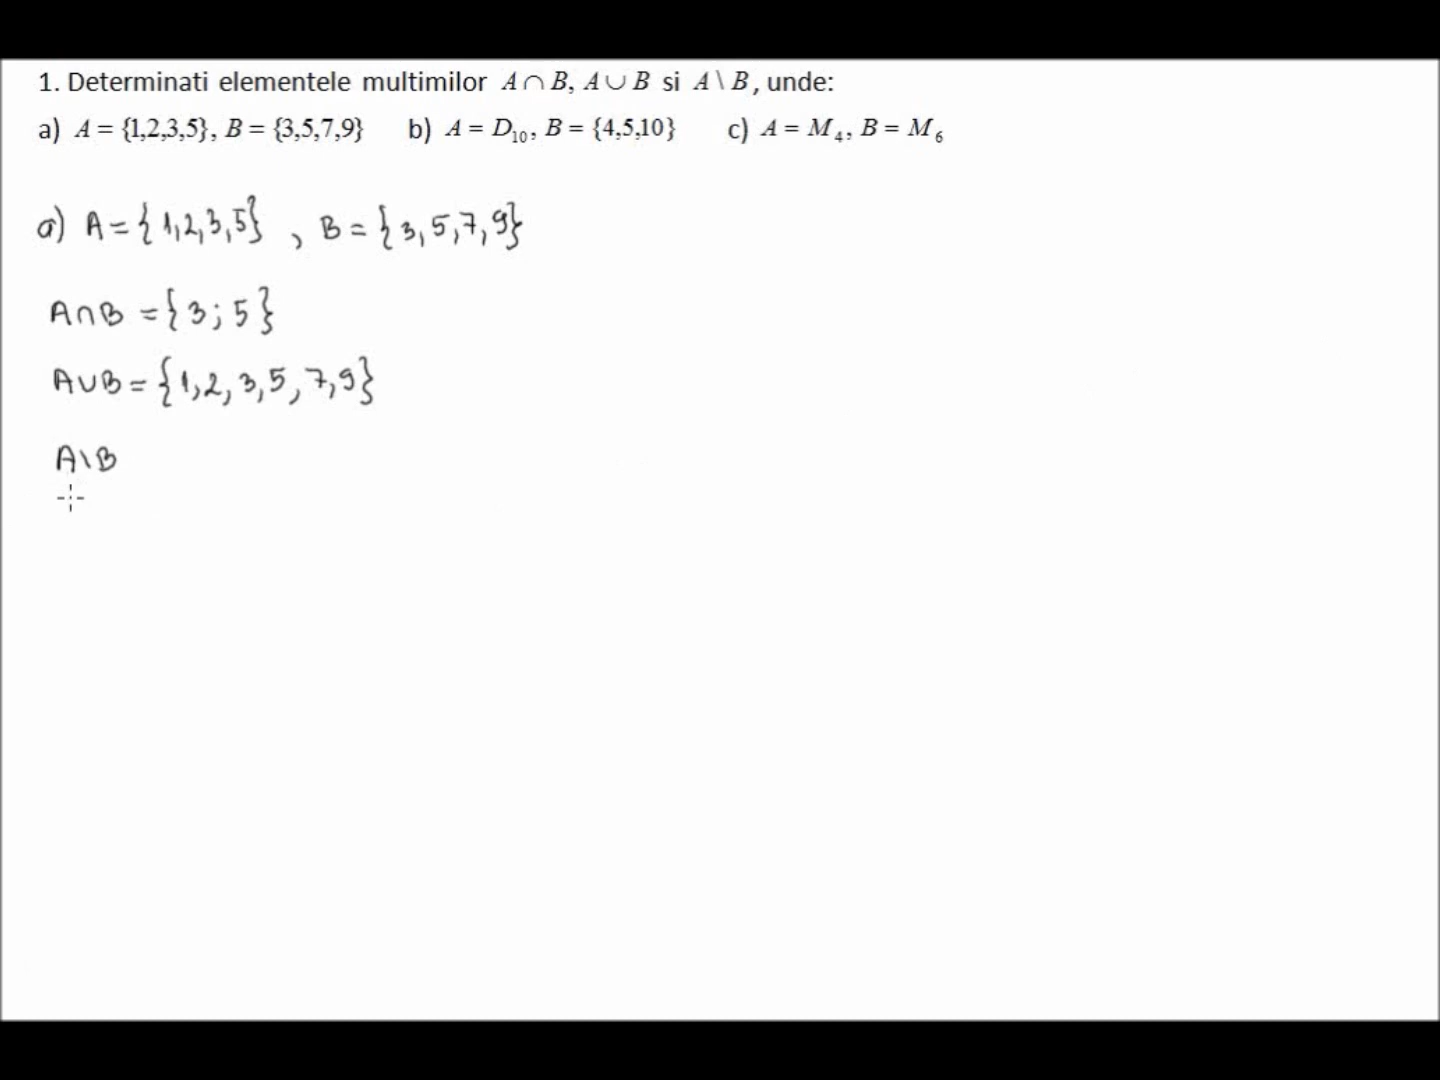 1. Determinati elementele multimilor A ∩ B, A ∪ B si A \ B, unde:
a) A = {1,2,3,5}, B = {3,5,7,9} b) A = D₁₀, B = {4,5,10} c) A = M₄, B = M₆
a) A = {1,2,3,5} , B = {3,5,7,9}
A∩B = {3;5}
A∪B = {1,2,3,5,7,9}
A\B